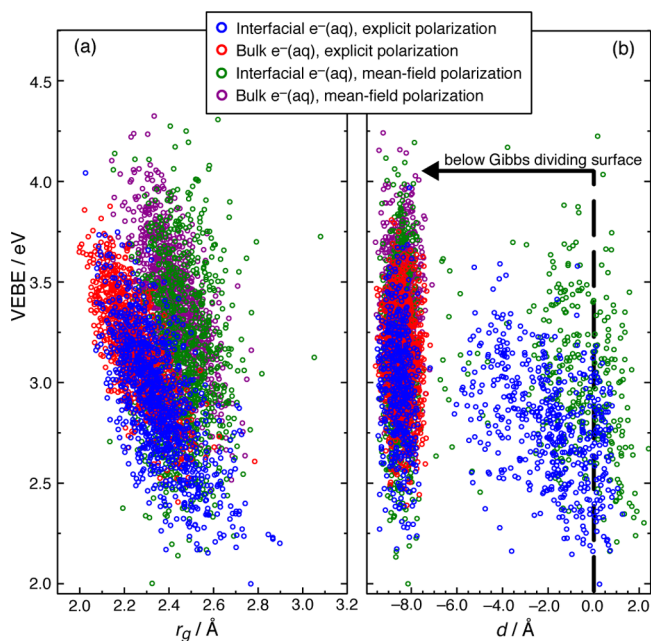 (a)
Interfacial e⁻(aq), explicit polarization
Bulk e⁻(aq), explicit polarization
Interfacial e⁻(aq), mean-field polarization
Bulk e⁻(aq), mean-field polarization
(b)
below Gibbs dividing surface
VEBE / eV
4.5
4.0
3.5
3.0
2.5
2.0
2.0 2.2 2.4 2.6 2.8 3.0 3.2
r_g / Å
−8.0 −6.0 −4.0 −2.0 0.0 2.0
d / Å